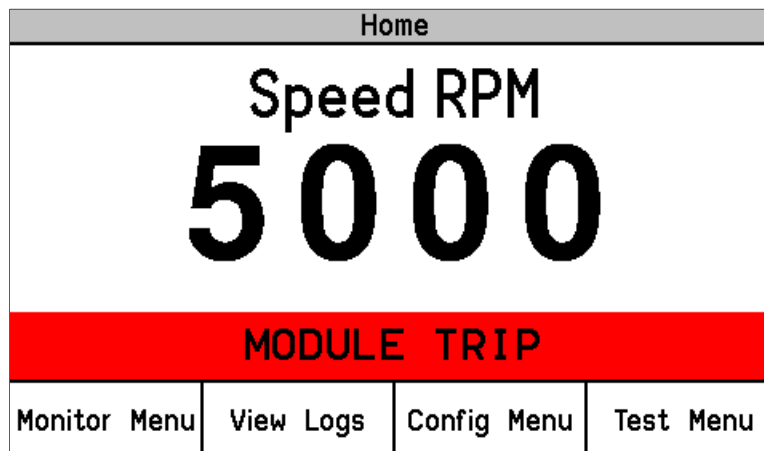 Home
Speed RPM
5000
MODULE TRIP
Monitor Menu View Logs Config Menu Test Menu